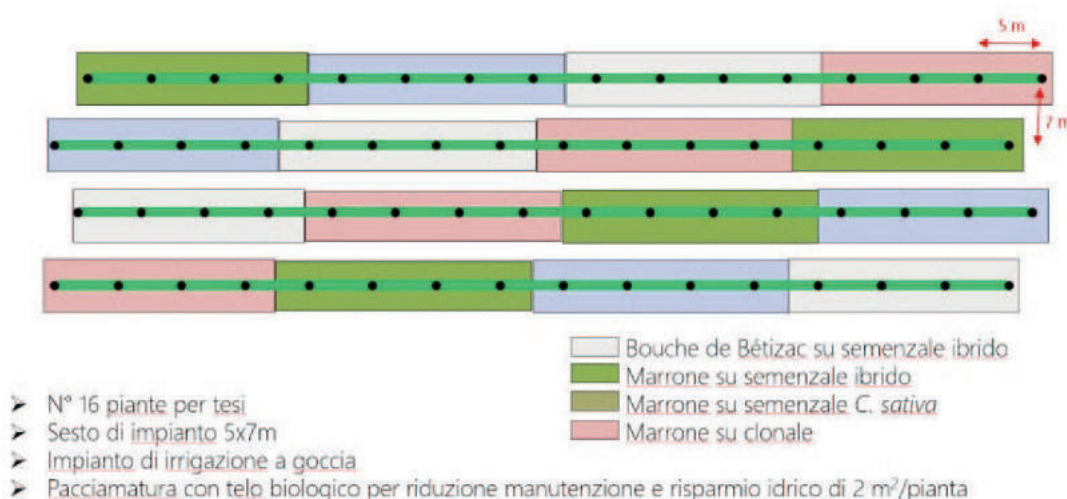 5 m
7 m
Bouche de Bétizac su semenzale ibrido
Marrone su semenzale ibrido
Marrone su semenzale C. sativa
Marrone su clonale
➤ N° 16 piante per tesi
➤ Sesto di impianto 5x7m
➤ Impianto di irrigazione a goccia
➤ Pacciamatura con telo biologico per riduzione manutenzione e risparmio idrico di 2 m²/pianta